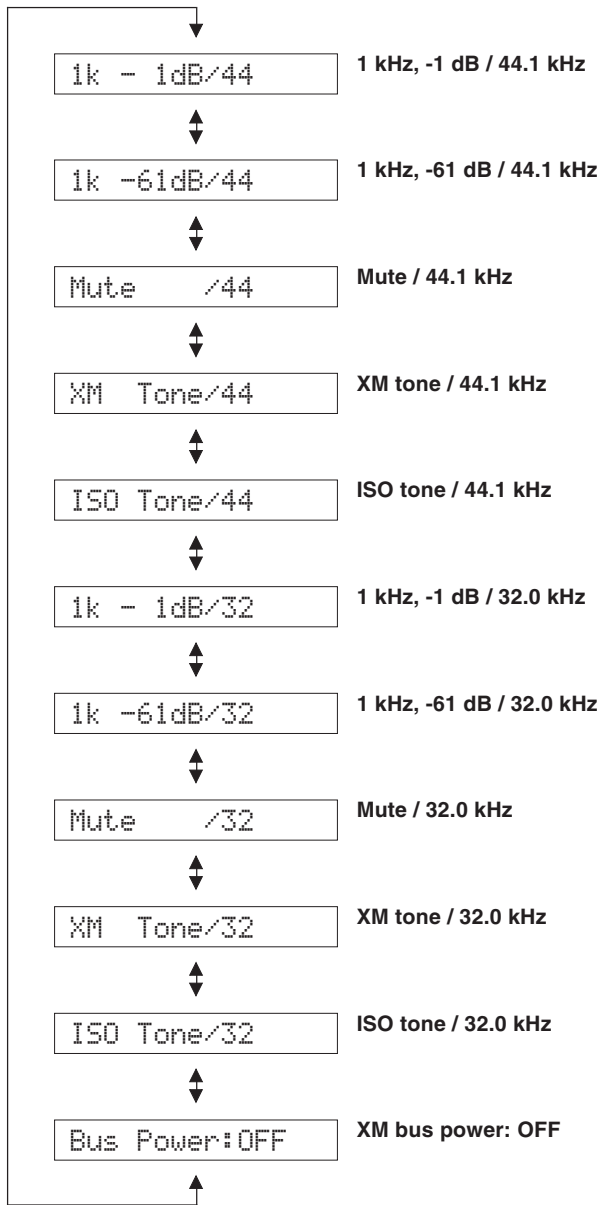 1k - 1dB/44 1 kHz, -1 dB / 44.1 kHz
1k -61dB/44 1 kHz, -61 dB / 44.1 kHz
Mute /44 Mute / 44.1 kHz
XM Tone/44 XM tone / 44.1 kHz
ISO Tone/44 ISO tone / 44.1 kHz
1k - 1dB/32 1 kHz, -1 dB / 32.0 kHz
1k -61dB/32 1 kHz, -61 dB / 32.0 kHz
Mute /32 Mute / 32.0 kHz
XM Tone/32 XM tone / 32.0 kHz
ISO Tone/32 ISO tone / 32.0 kHz
Bus Power:OFF XM bus power: OFF